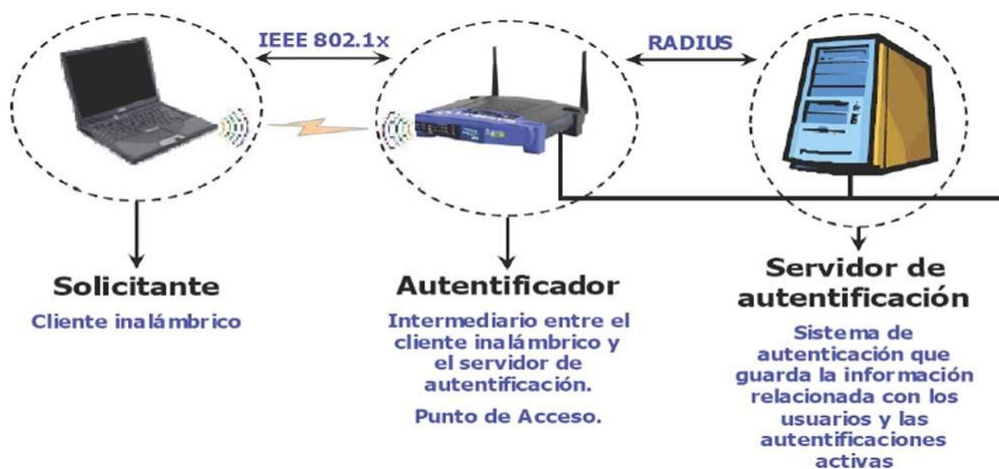 IEEE 802.1x
RADIUS
Solicitante
Cliente inalámbrico
Autentificador
Intermediario entre el
cliente inalámbrico y
el servidor de
autentificación.
Punto de Acceso.
Servidor de
autentificación
Sistema de
autenticación que
guarda la información
relacionada con los
usuarios y las
autentificaciones
activas